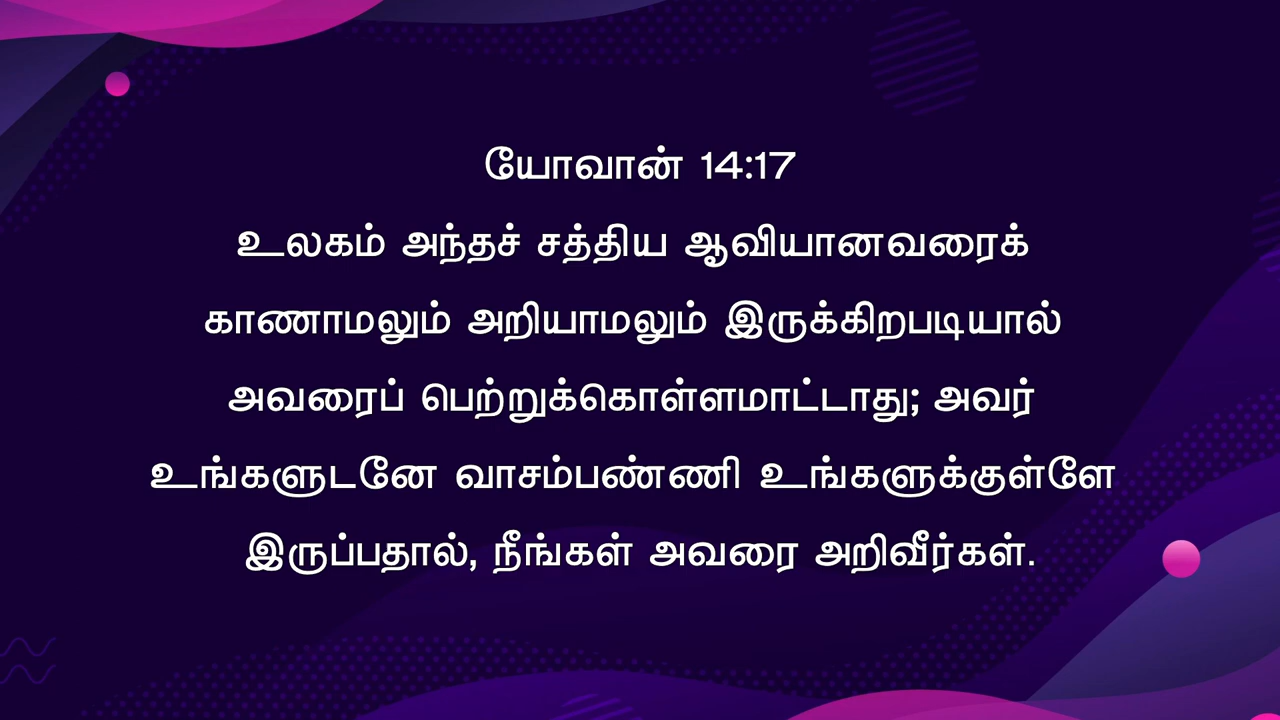 யோவான் 14:17
உலகம் அந்தச் சத்திய ஆவியானவரைக்
காணாமலும் அறியாமலும் இருக்கிறபடியால்
அவரைப் பெற்றுக்கொள்ளமாட்டாது; அவர்
உங்களுடனே வாசம்பண்ணி உங்களுக்குள்ளே
இருப்பதால், நீங்கள் அவரை அறிவீர்கள்.